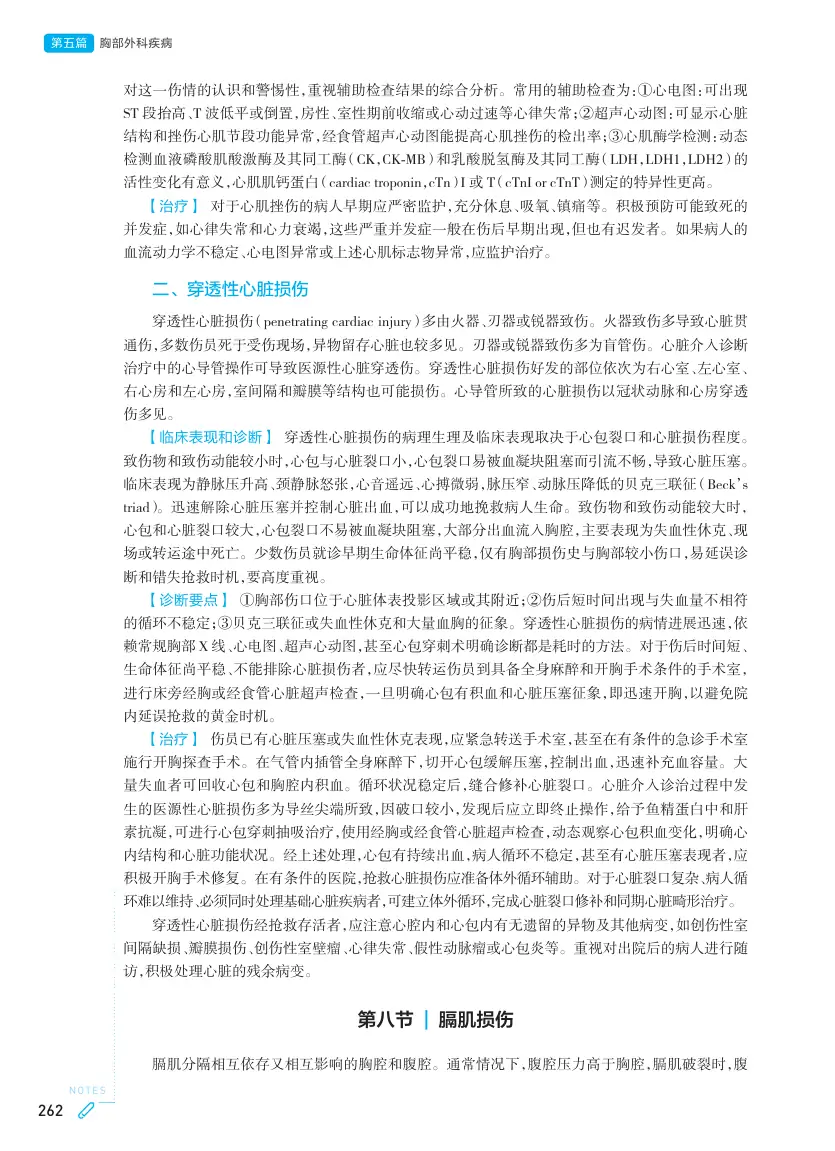 第五篇 胸部外科疾病
对这一伤情的认识和警惕性,重视辅助检查结果的综合分析。常用的辅助检查为:①心电图:可出现
ST 段抬高、T 波低平或倒置,房性、室性期前收缩或心动过速等心律失常;②超声心动图:可显示心脏
结构和挫伤心肌节段功能异常,经食管超声心动图能提高心肌挫伤的检出率;③心肌酶学检测:动态
检测血液磷酸肌酸激酶及其同工酶(CK,CK-MB)和乳酸脱氢酶及其同工酶(LDH,LDH1,LDH2)的
活性变化有意义,心肌肌钙蛋白(cardiac troponin,cTn)I 或 T(cTnI or cTnT)测定的特异性更高。
【治疗】 对于心肌挫伤的病人早期应严密监护,充分休息、吸氧、镇痛等。积极预防可能致死的
并发症,如心律失常和心力衰竭,这些严重并发症一般在伤后早期出现,但也有迟发者。如果病人的
血流动力学不稳定、心电图异常或上述心肌标志物异常,应监护治疗。
二、穿透性心脏损伤
穿透性心脏损伤(penetrating cardiac injury)多由火器、刃器或锐器致伤。火器致伤多导致心脏贯
通伤,多数伤员死于受伤现场,异物留存心脏也较多见。刃器或锐器致伤多为盲管伤。心脏介入诊断
治疗中的心导管操作可导致医源性心脏穿透伤。穿透性心脏损伤好发的部位依次为右心室、左心室、
右心房和左心房,室间隔和瓣膜等结构也可能损伤。心导管所致的心脏损伤以冠状动脉和心房穿透
伤多见。
【临床表现和诊断】 穿透性心脏损伤的病理生理及临床表现取决于心包裂口和心脏损伤程度。
致伤物和致伤动能较小时,心包与心脏裂口小,心包裂口易被血凝块阻塞而引流不畅,导致心脏压塞。
临床表现为静脉压升高、颈静脉怒张,心音遥远、心搏微弱,脉压窄、动脉压降低的贝克三联征(Beck’s
triad)。迅速解除心脏压塞并控制心脏出血,可以成功地挽救病人生命。致伤物和致伤动能较大时,
心包和心脏裂口较大,心包裂口不易被血凝块阻塞,大部分出血流入胸腔,主要表现为失血性休克、现
场或转运途中死亡。少数伤员就诊早期生命体征尚平稳,仅有胸部损伤史与胸部较小伤口,易延误诊
断和错失抢救时机,要高度重视。
【诊断要点】 ①胸部伤口位于心脏体表投影区域或其附近;②伤后短时间出现与失血量不相符
的循环不稳定;③贝克三联征或失血性休克和大量血胸的征象。穿透性心脏损伤的病情进展迅速,依
赖常规胸部 X 线、心电图、超声心动图,甚至心包穿刺术明确诊断都是耗时的方法。对于伤后时间短、
生命体征尚平稳、不能排除心脏损伤者,应尽快转运伤员到具备全身麻醉和开胸手术条件的手术室,
进行床旁经胸或经食管心脏超声检查,一旦明确心包有积血和心脏压塞征象,即迅速开胸,以避免院
内延误抢救的黄金时机。
【治疗】 伤员已有心脏压塞或失血性休克表现,应紧急转送手术室,甚至在有条件的急诊手术室
施行开胸探查手术。在气管内插管全身麻醉下,切开心包缓解压塞,控制出血,迅速补充血容量。大
量失血者可回收心包和胸腔内积血。循环状况稳定后,缝合修补心脏裂口。心脏介入诊治过程中发
生的医源性心脏损伤多为导丝尖端所致,因破口较小,发现后应立即终止操作,给予鱼精蛋白中和肝
素抗凝,可进行心包穿刺抽吸治疗,使用经胸或经食管心脏超声检查,动态观察心包积血变化,明确心
内结构和心脏功能状况。经上述处理,心包有持续出血,病人循环不稳定,甚至有心脏压塞表现者,应
积极开胸手术修复。在有条件的医院,抢救心脏损伤应准备体外循环辅助。对于心脏裂口复杂、病人循
环难以维持、必须同时处理基础心脏疾病者,可建立体外循环,完成心脏裂口修补和同期心脏畸形治疗。
穿透性心脏损伤经抢救存活者,应注意心腔内和心包内有无遗留的异物及其他病变,如创伤性室
间隔缺损、瓣膜损伤、创伤性室壁瘤、心律失常、假性动脉瘤或心包炎等。重视对出院后的病人进行随
访,积极处理心脏的残余病变。
第八节 | 膈肌损伤
膈肌分隔相互依存又相互影响的胸腔和腹腔。通常情况下,腹腔压力高于胸腔,膈肌破裂时,腹
NOTES
262